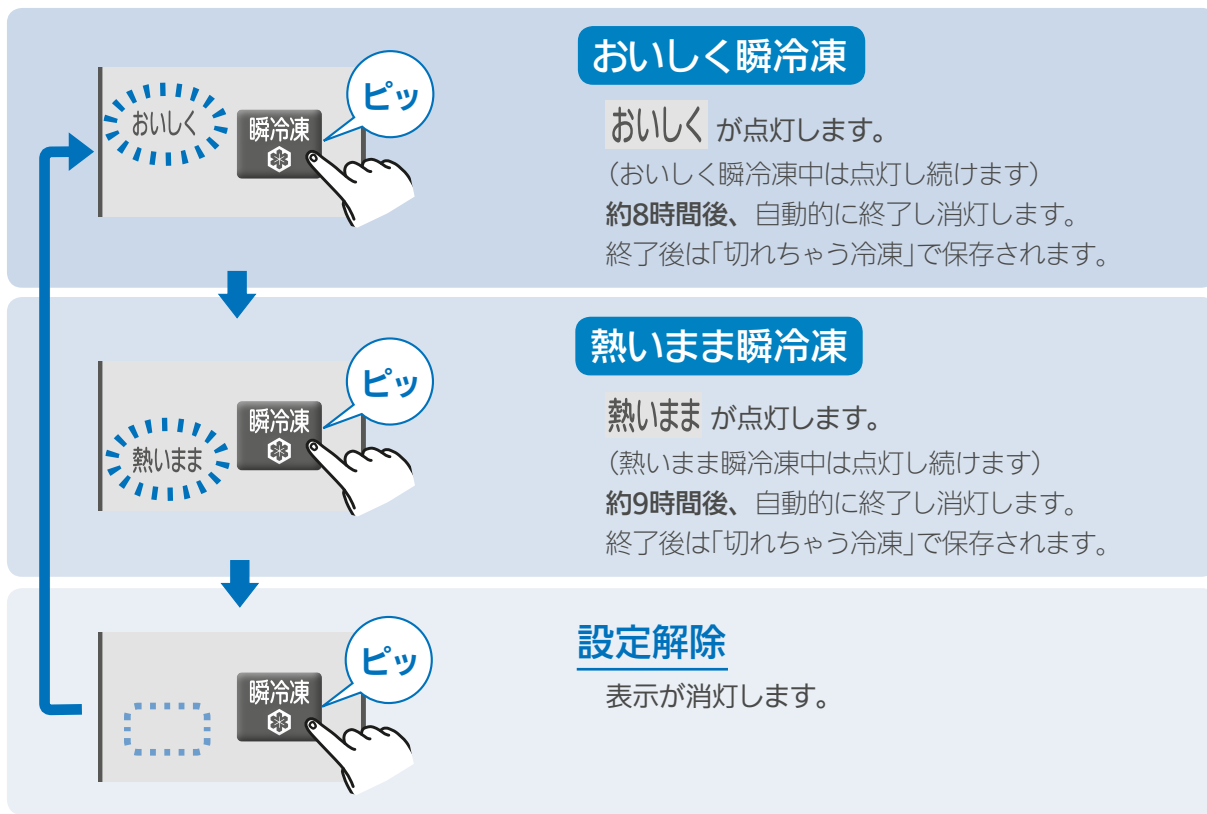 おいしく瞬冷凍
おいしく
瞬冷凍
ピッ
おいしく が点灯します。
(おいしく瞬冷凍中は点灯し続けます)
約8時間後、自動的に終了し消灯します。
終了後は「切れちゃう冷凍」で保存されます。
熱いまま瞬冷凍
熱いまま
瞬冷凍
ピッ
熱いまま が点灯します。
(熱いまま瞬冷凍中は点灯し続けます)
約9時間後、自動的に終了し消灯します。
終了後は「切れちゃう冷凍」で保存されます。
設定解除
瞬冷凍
ピッ
表示が消灯します。